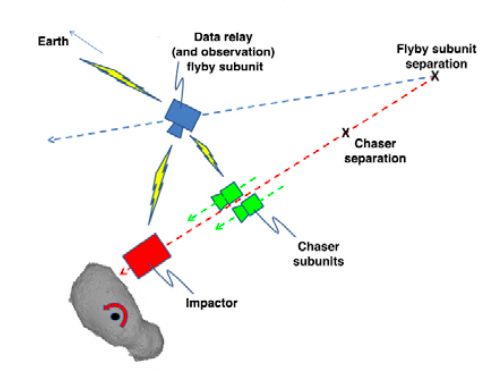 Earth
Data relay
(and observation)
flyby subunit
Flyby subunit
separation
X
X
Chaser
separation
Chaser
subunits
Impactor